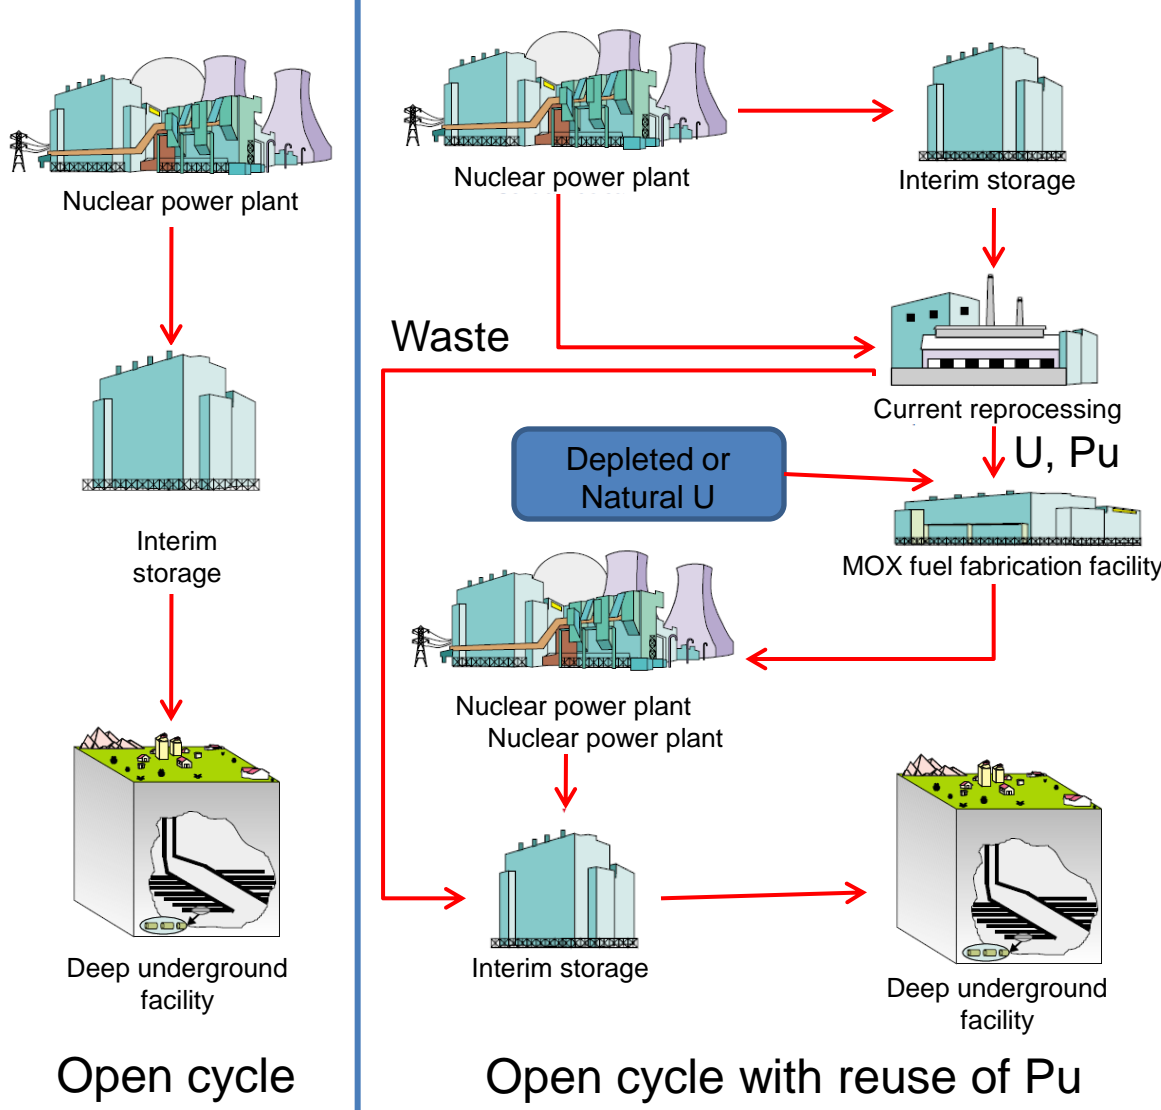 Nuclear power plant
Interim
storage
Deep underground
facility
Open cycle
Nuclear power plant
Interim storage
Waste
Current reprocessing
U, Pu
Depleted or
Natural U
MOX fuel fabrication facility
Nuclear power plant
Nuclear power plant
Interim storage
Deep underground
facility
Open cycle with reuse of Pu